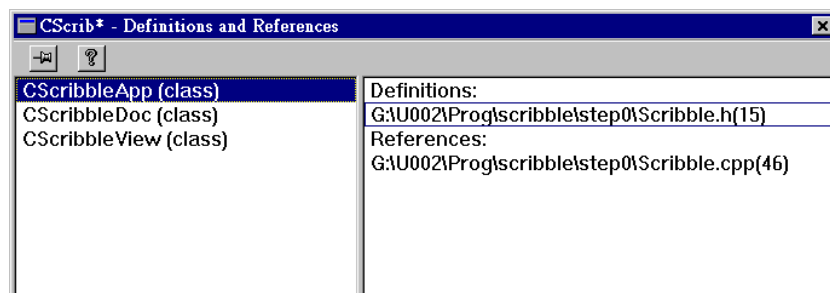 CScrib* - Definitions and References
?
CScribbleApp (class)
CScribbleDoc (class)
CScribbleView (class)
Definitions:
G:\U002\Prog\scribble\step0\Scribble.h(15)
References:
G:\U002\Prog\scribble\step0\Scribble.cpp(46)